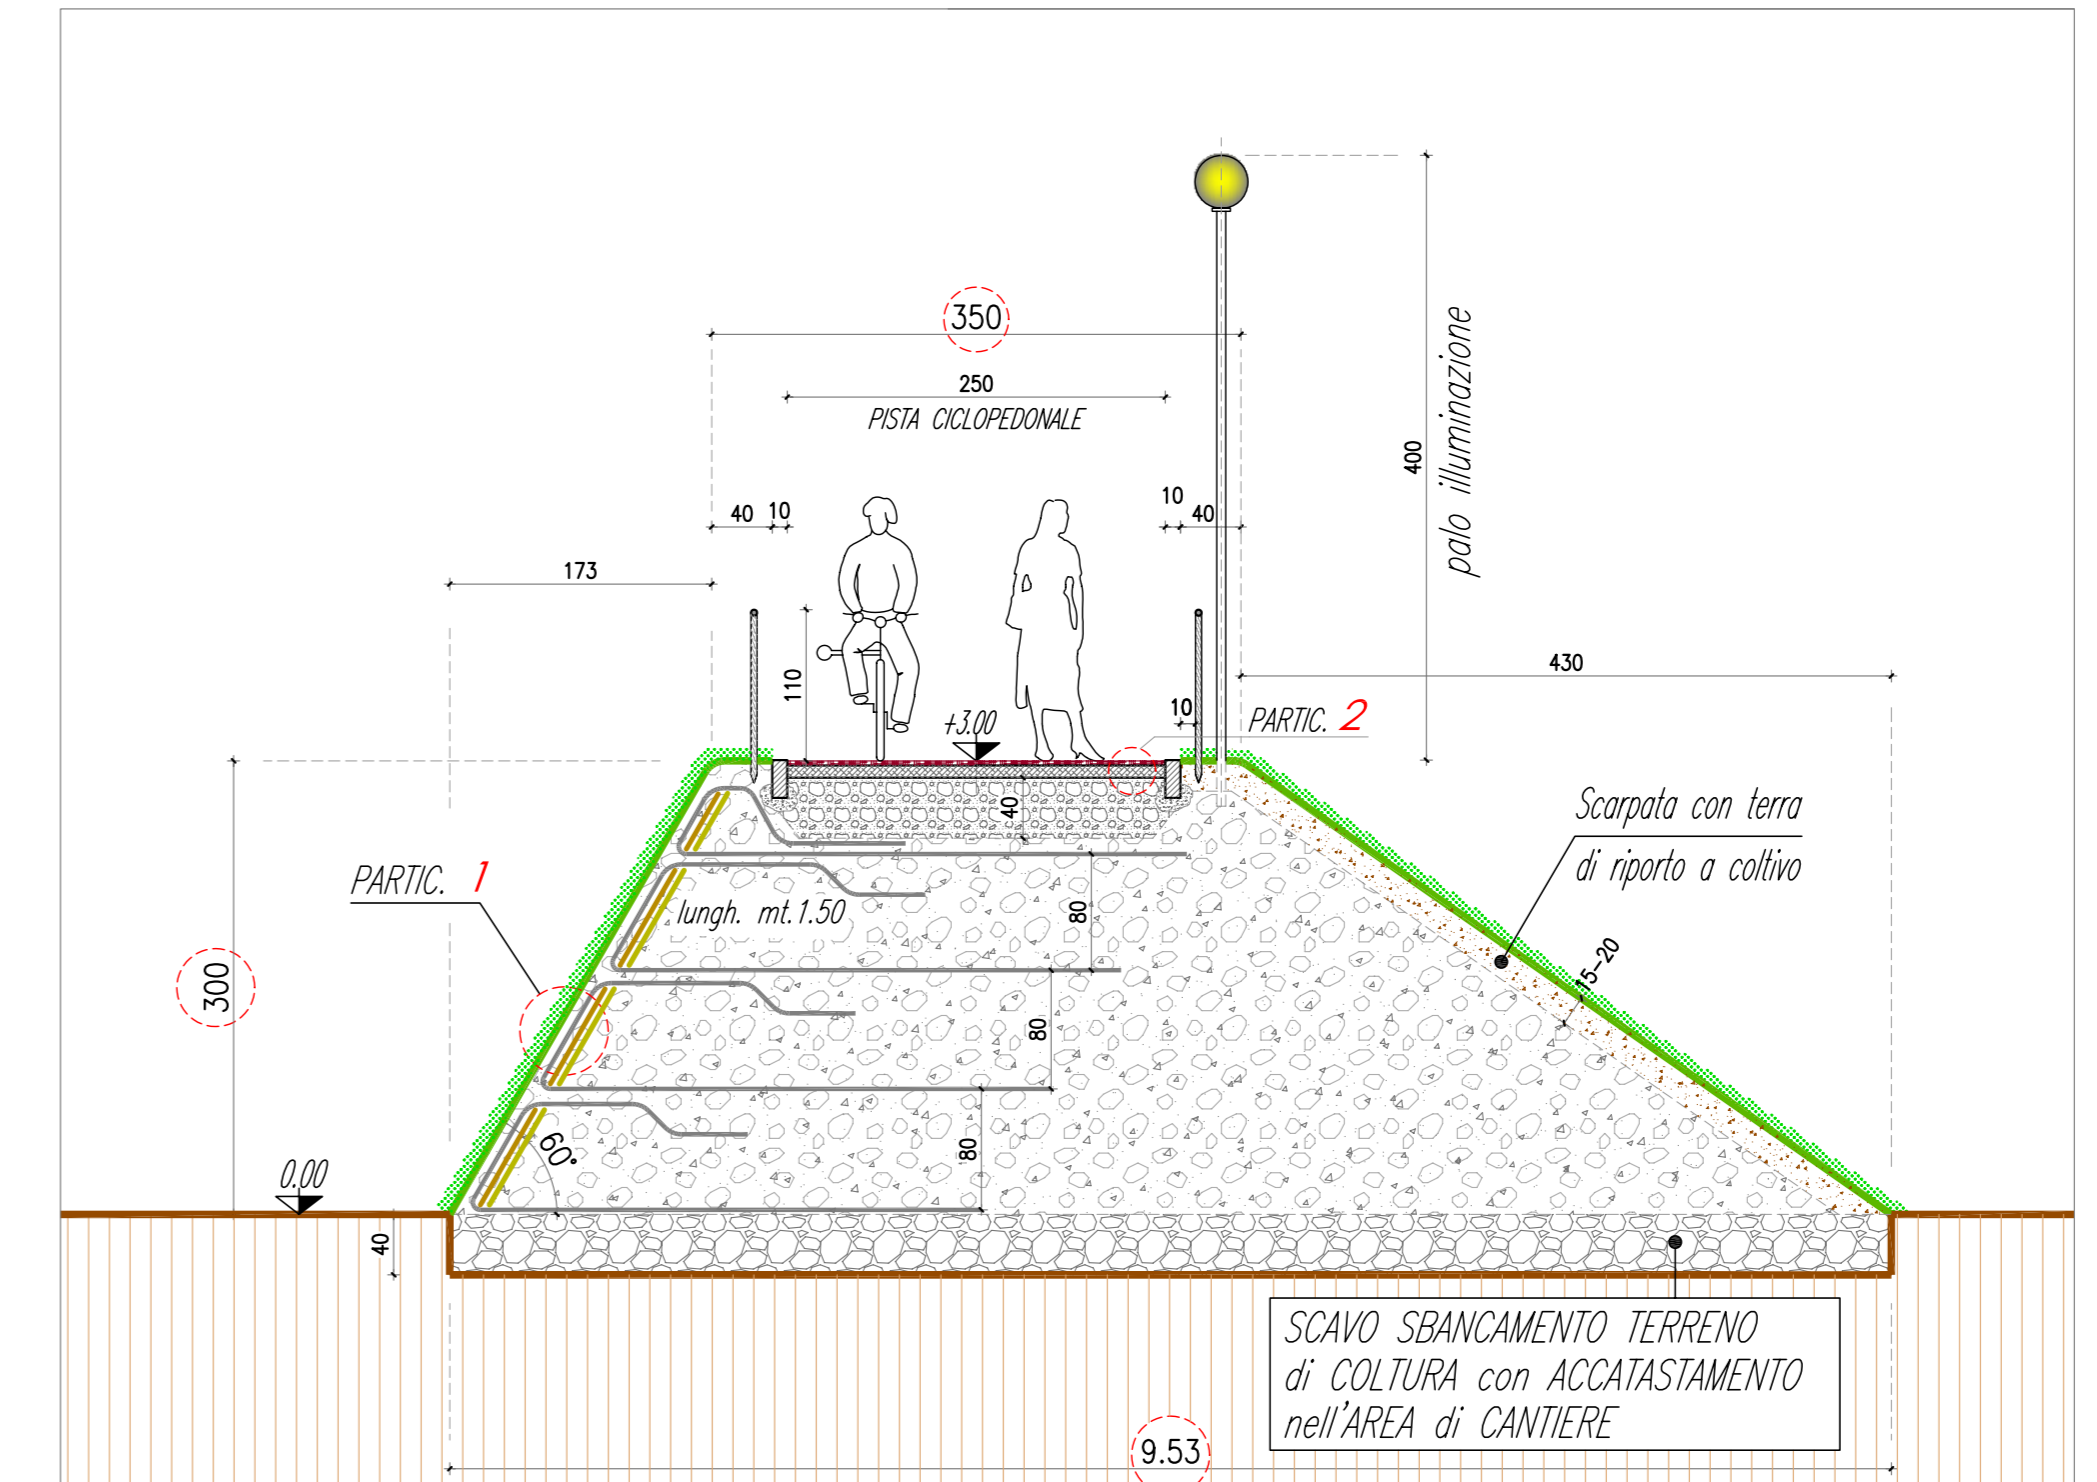 350
250
PISTA CICLOPEDONALE
400
palo illuminazione
40
10
10
40
173
110
430
+3.00
10
PARTIC. 2
40
Scarpata con terra
di riporto a coltivo
PARTIC. 1
lungh. mt.1.50
80
15-20
300
80
60°
80
0.00
40
SCAVO SBANCAMENTO TERRENO
di COLTURA con ACCATASTAMENTO
nell'AREA di CANTIERE
9.53